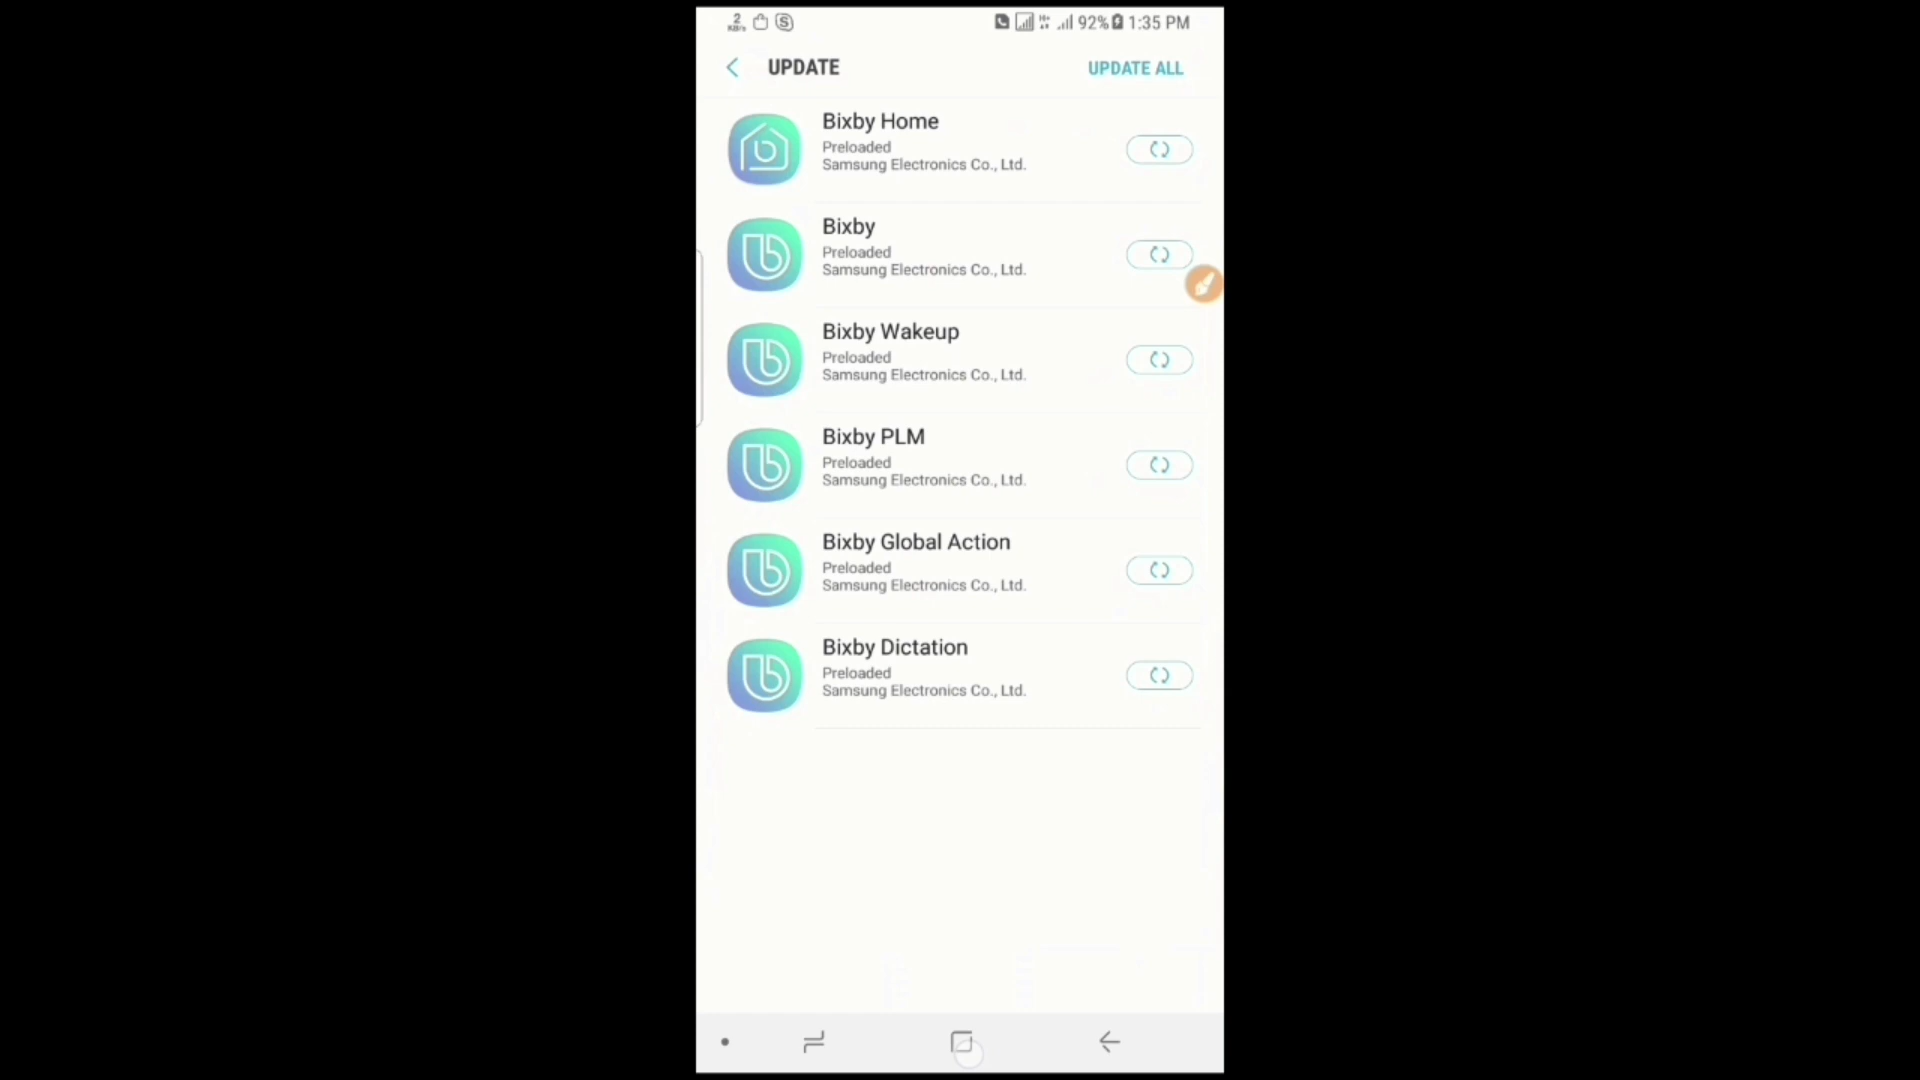 2
KB/s
92% 1:35 PM
UPDATE
UPDATE ALL
Bixby Home
Preloaded
Samsung Electronics Co., Ltd.
Bixby
Preloaded
Samsung Electronics Co., Ltd.
Bixby Wakeup
Preloaded
Samsung Electronics Co., Ltd.
Bixby PLM
Preloaded
Samsung Electronics Co., Ltd.
Bixby Global Action
Preloaded
Samsung Electronics Co., Ltd.
Bixby Dictation
Preloaded
Samsung Electronics Co., Ltd.